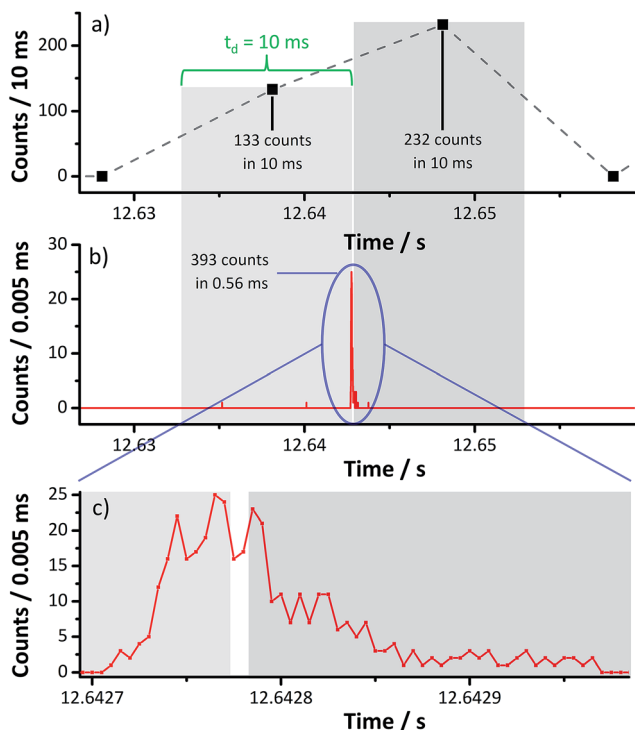 a)
Counts / 10 ms
200
100
0
t_d = 10 ms
133 counts
in 10 ms
232 counts
in 10 ms
12.63
12.64
12.65
Time / s
b)
Counts / 0.005 ms
30
25
20
15
10
5
0
393 counts
in 0.56 ms
12.63
12.64
12.65
Time / s
c)
Counts / 0.005 ms
25
20
15
10
5
0
12.6427
12.6428
12.6429
Time / s